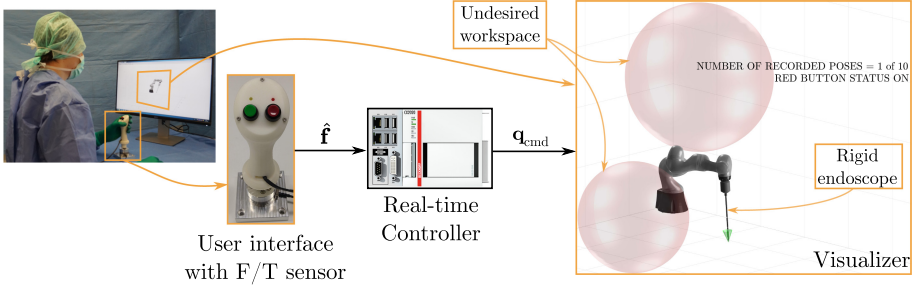 Undesired
workspace
NUMBER OF RECORDED POSES = 1 of 10
RED BUTTON STATUS ON
f̂
q_cmd
Rigid
endoscope
Real-time
Controller
User interface
with F/T sensor
Visualizer